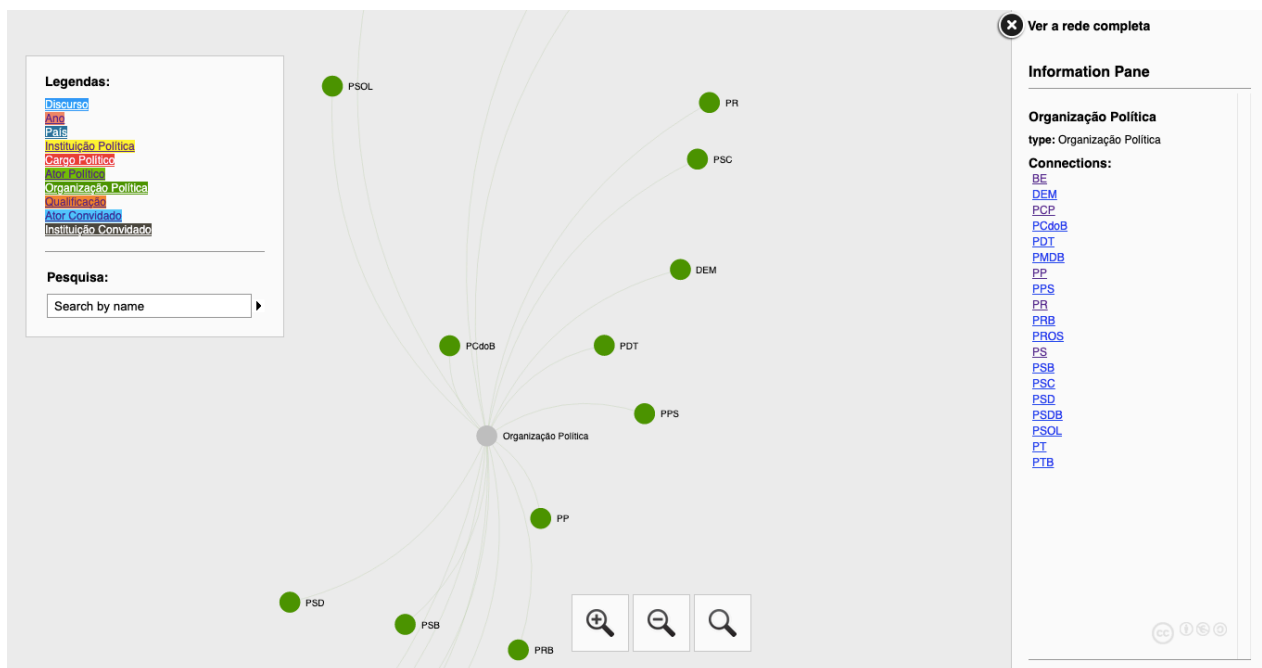 Legendas:
Discurso
Ano
País
Instituição Política
Cargo Político
Ator Político
Organização Política
Qualificação
Ator Convidado
Instituição Convidado
Pesquisa:
Search by name
PSOL
PR
PSC
DEM
PCdoB
PDT
PPS
Organização Política
PP
PSD
PSB
PRB
Ver a rede completa
Information Pane
Organização Política
type: Organização Política
Connections:
BE
DEM
PCP
PCdoB
PDT
PMDB
PP
PPS
PR
PRB
PROS
PS
PSB
PSC
PSD
PSDB
PSOL
PT
PTB
cc